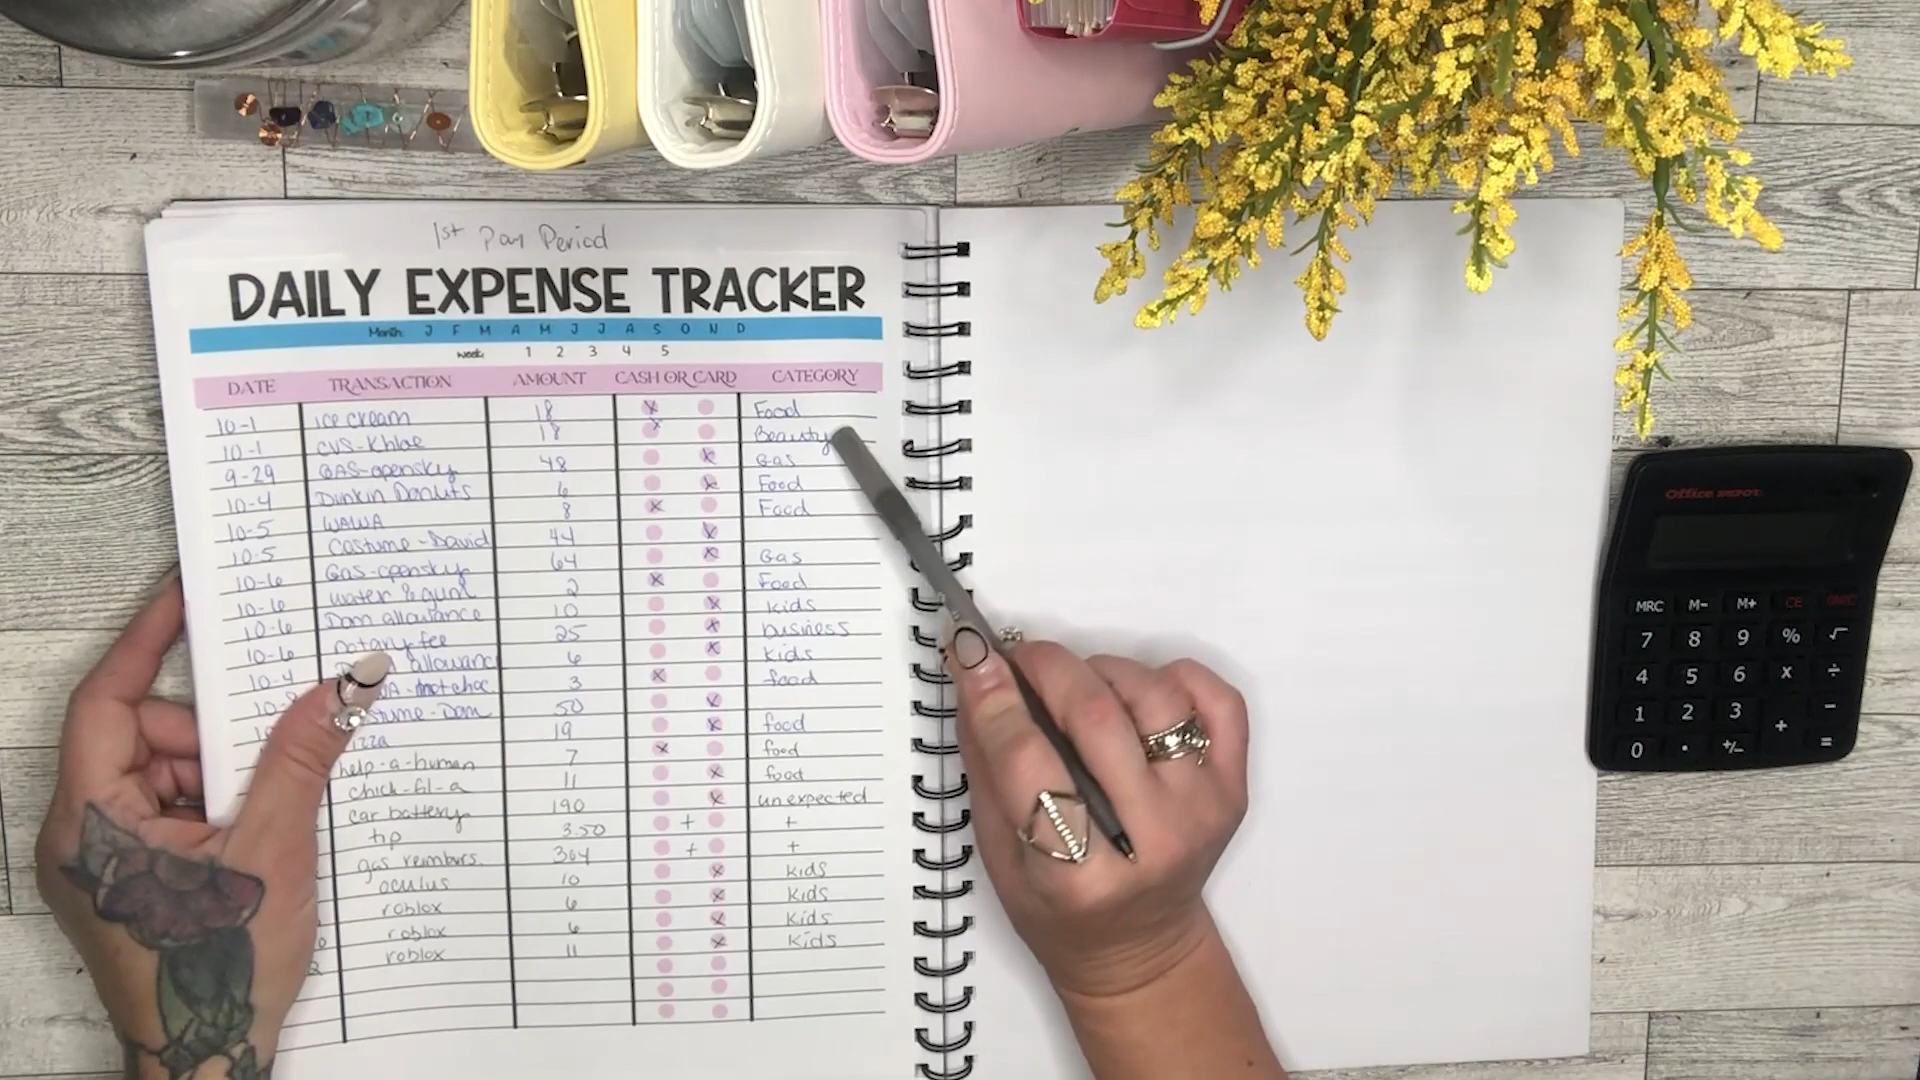 1st Pay Period
DAILY EXPENSE TRACKER
Month: J F M A M J J A S O N D
week: 1 2 3 4 5
DATE TRANSACTION AMOUNT CASH OR CARD CATEGORY
10-1 ice cream 18 x Food
10-1 CVS-Khloe 18 x Beauty
9-29 GAS-opensky 48 x Gas
10-4 Dunkin Donuts 6 x Food
10-5 WAWA 8 x Food
10-5 Costume-David 44 x
10-6 Gas-opensky 64 x Gas
10-6 water & gum 2 x Food
10-6 Dom allowance 10 x Kids
10-6 notary fee 25 x business
10-4 allowance 6 x kids
hot choc 3 x food
stume-Dom 50 x
izza 19 x food
help-a-human 7 x food
chick-fil-a 11 x food
car battery 190 x unexpected
tip 3.50 + +
gas reimburs. 364 + +
oculus 10 x kids
roblox 6 x kids
roblox 6 x kids
roblox 11 x kids
Office DEPOT
MRC M- M+ CE
7 8 9 % √
4 5 6 x ÷
1 2 3 + −
0 . +/- =